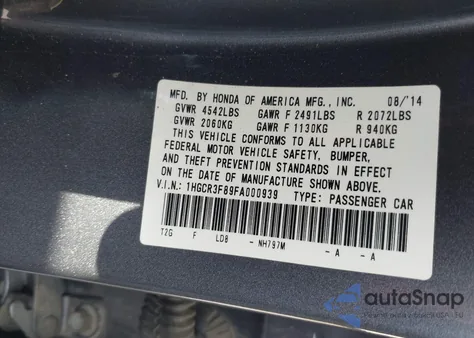 MFD. BY HONDA OF AMERICA MFG., INC. 08/'14
GVWR 4542LBS GAWR F 2491LBS R 2072LBS
GVWR 2060KG GAWR F 1130KG R 940KG
THIS VEHICLE CONFORMS TO ALL APPLICABLE
FEDERAL MOTOR VEHICLE SAFETY, BUMPER,
AND THEFT PREVENTION STANDARDS IN EFFECT
ON THE DATE OF MANUFACTURE SHOWN ABOVE.
V.I.N.: 1HGCR3F89FA000939 TYPE: PASSENGER CAR
T2G F LD8 - NH797M - A - A
autoSnap